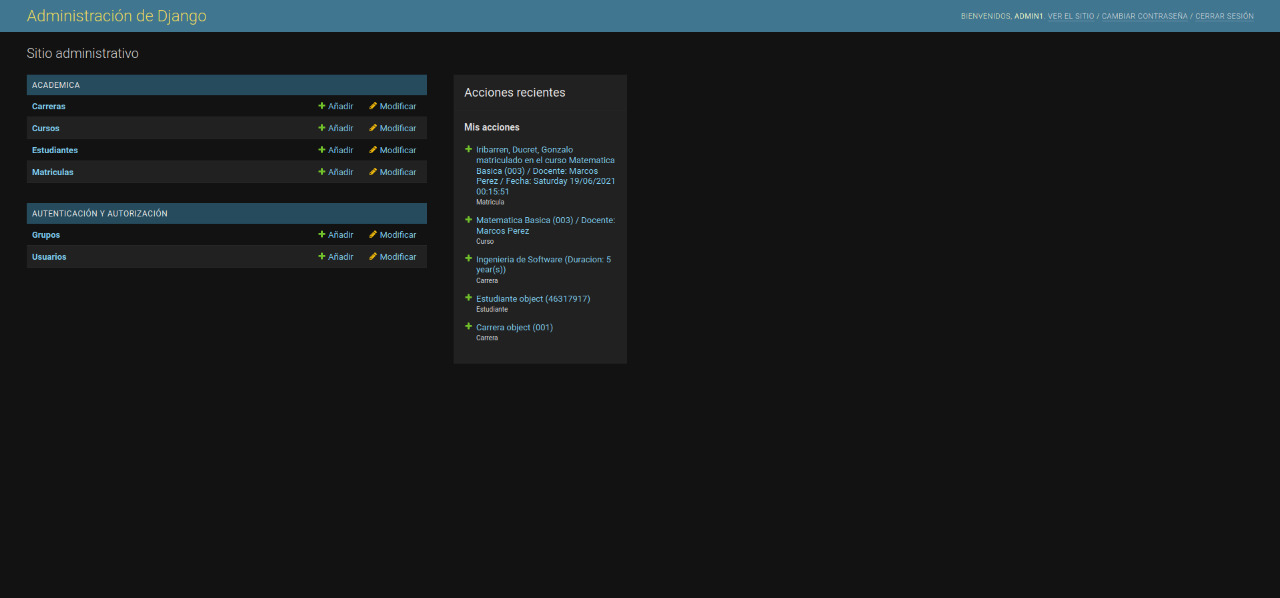 Administración de Django
BIENVENIDOS, ADMIN1 VER EL SITIO / CAMBIAR CONTRASEÑA / CERRAR SESIÓN
Sitio administrativo
ACADEMICA
Carreras Añadir Modificar
Cursos Añadir Modificar
Estudiantes Añadir Modificar
Matriculas Añadir Modificar
AUTENTICACIÓN Y AUTORIZACIÓN
Grupos Añadir Modificar
Usuarios Añadir Modificar
Acciones recientes
Mis acciones
Iribarren, Ducret, Gonzalo
matriculado en el curso Matematica
Basica (003) / Docente: Marcos
Perez / Fecha: Saturday 19/06/2021
00:15:51
Matricula
Matematica Basica (003) / Docente:
Marcos Perez
Curso
Ingenieria de Software (Duracion: 5
year(s))
Carrera
Estudiante object (46317917)
Estudiante
Carrera object (001)
Carrera